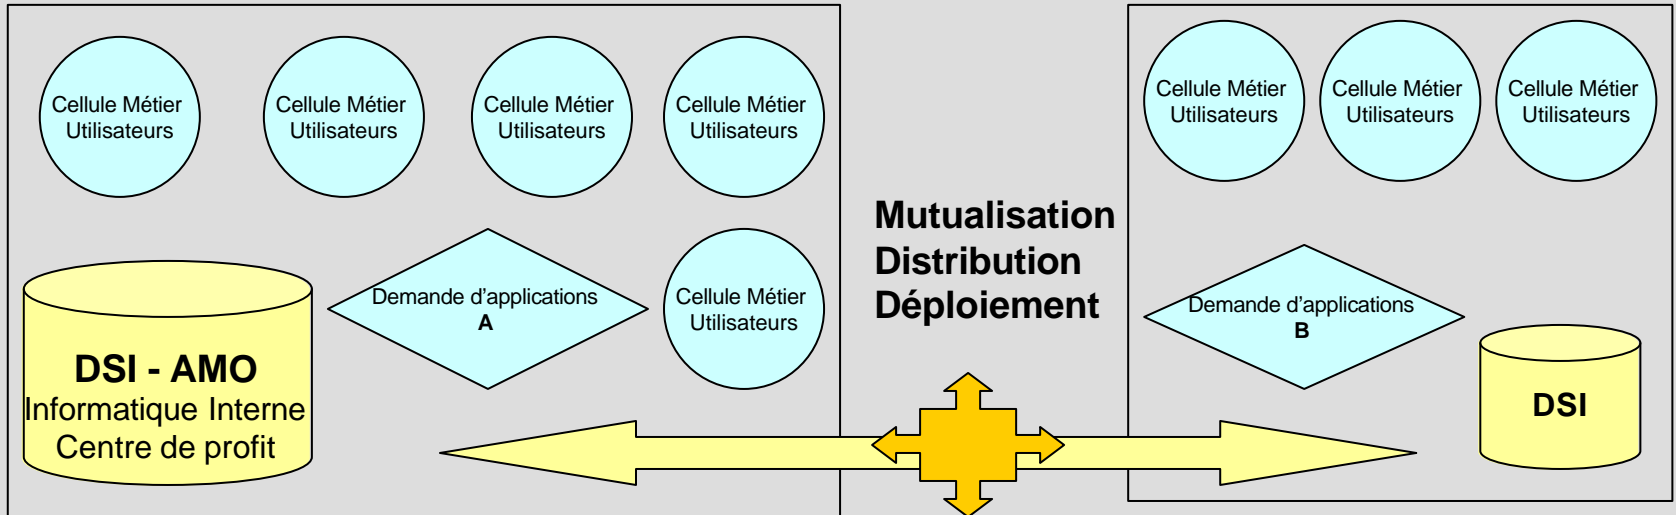 Cellule Métier
Utilisateurs
Cellule Métier
Utilisateurs
Cellule Métier
Utilisateurs
Cellule Métier
Utilisateurs
Demande d’applications
A
Cellule Métier
Utilisateurs
DSI - AMO
Informatique Interne
Centre de profit
Mutualisation
Distribution
Déploiement
Cellule Métier
Utilisateurs
Cellule Métier
Utilisateurs
Cellule Métier
Utilisateurs
Demande d’applications
B
DSI